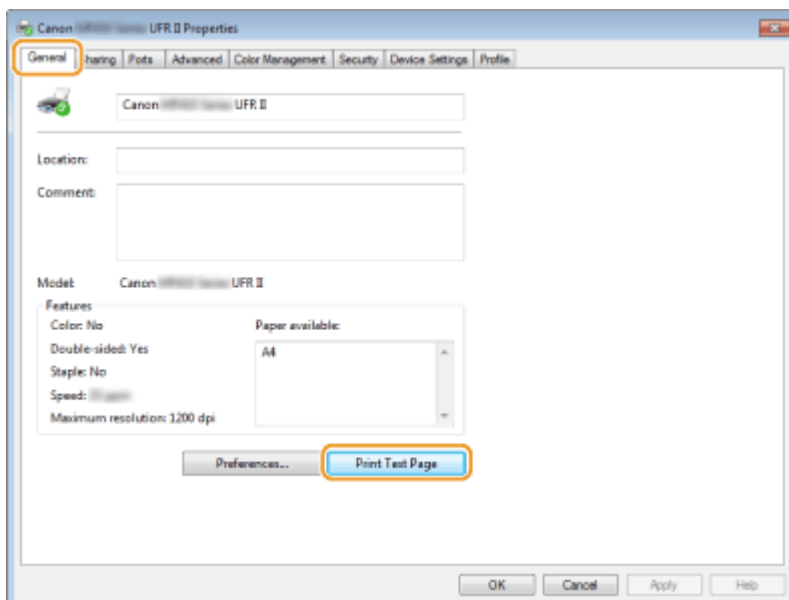 Canon UFR II Properties
General haring Ports Advanced Color Management Security Device Settings Profile
Canon UFR II
Location:
Comment:
Model: Canon UFR II
Features
Color: No
Paper available:
Double-sided: Yes
A4
Staple: No
Speed:
Maximum resolution: 1200 dpi
Preferences... Print Test Page
OK Cancel Apply Help